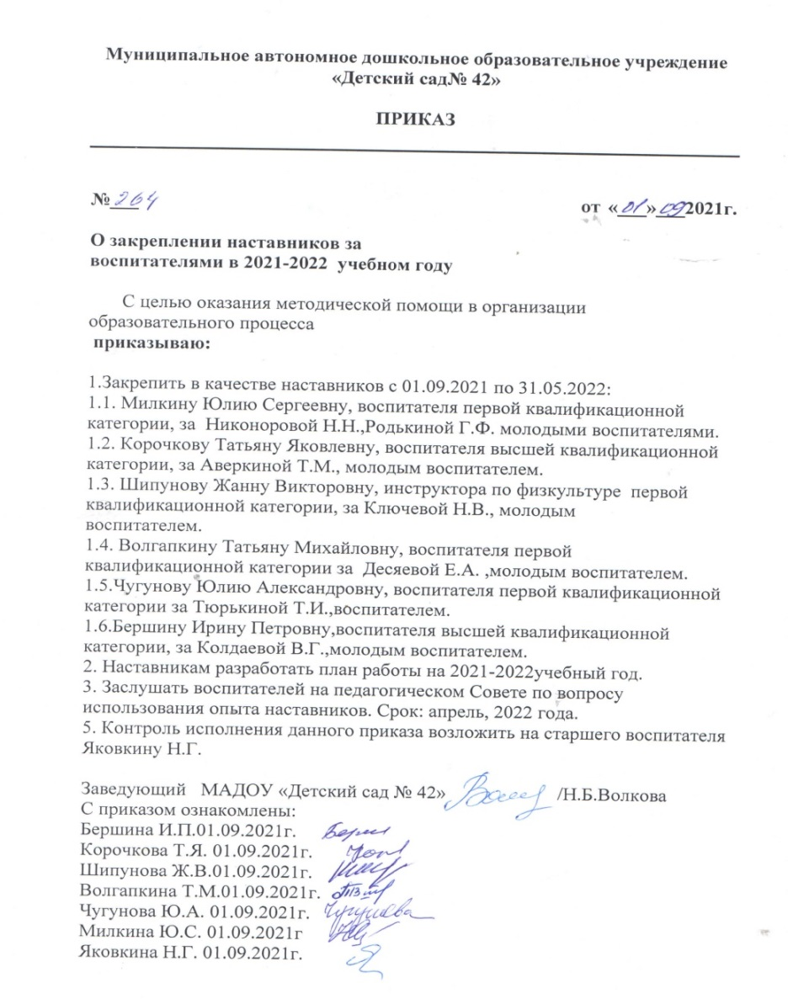 Муниципальное автономное дошкольное образовательное учреждение
«Детский сад№ 42»
ПРИКАЗ
№ 264
от «01» 09 2021г.
О закреплении наставников за
воспитателями в 2021-2022 учебном году
С целью оказания методической помощи в организации
образовательного процесса
приказываю:
1.Закрепить в качестве наставников с 01.09.2021 по 31.05.2022:
1.1. Милкину Юлию Сергеевну, воспитателя первой квалификационной
категории, за Никоноровой Н.Н.,Родькиной Г.Ф. молодыми воспитателями.
1.2. Корочкову Татьяну Яковлевну, воспитателя высшей квалификационной
категории, за Аверкиной Т.М., молодым воспитателем.
1.3. Шипунову Жанну Викторовну, инструктора по физкультуре первой
квалификационной категории, за Ключевой Н.В., молодым
воспитателем.
1.4. Волгапкину Татьяну Михайловну, воспитателя первой
квалификационной категории за Десяевой Е.А. ,молодым воспитателем.
1.5.Чугунову Юлию Александровну, воспитателя первой квалификационной
категории за Тюрькиной Т.И.,воспитателем.
1.6.Бершину Ирину Петровну,воспитателя высшей квалификационной
категории, за Колдаевой В.Г.,молодым воспитателем.
2. Наставникам разработать план работы на 2021-2022учебный год.
3. Заслушать воспитателей на педагогическом Совете по вопросу
использования опыта наставников. Срок: апрель, 2022 года.
5. Контроль исполнения данного приказа возложить на старшего воспитателя
Яковкину Н.Г.
Заведующий МАДОУ «Детский сад № 42» /Н.Б.Волкова
С приказом ознакомлены:
Бершина И.П.01.09.2021г.
Корочкова Т.Я. 01.09.2021г.
Шипунова Ж.В.01.09.2021г.
Волгапкина Т.М.01.09.2021г.
Чугунова Ю.А. 01.09.2021г.
Милкина Ю.С. 01.09.2021г
Яковкина Н.Г. 01.09.2021г.